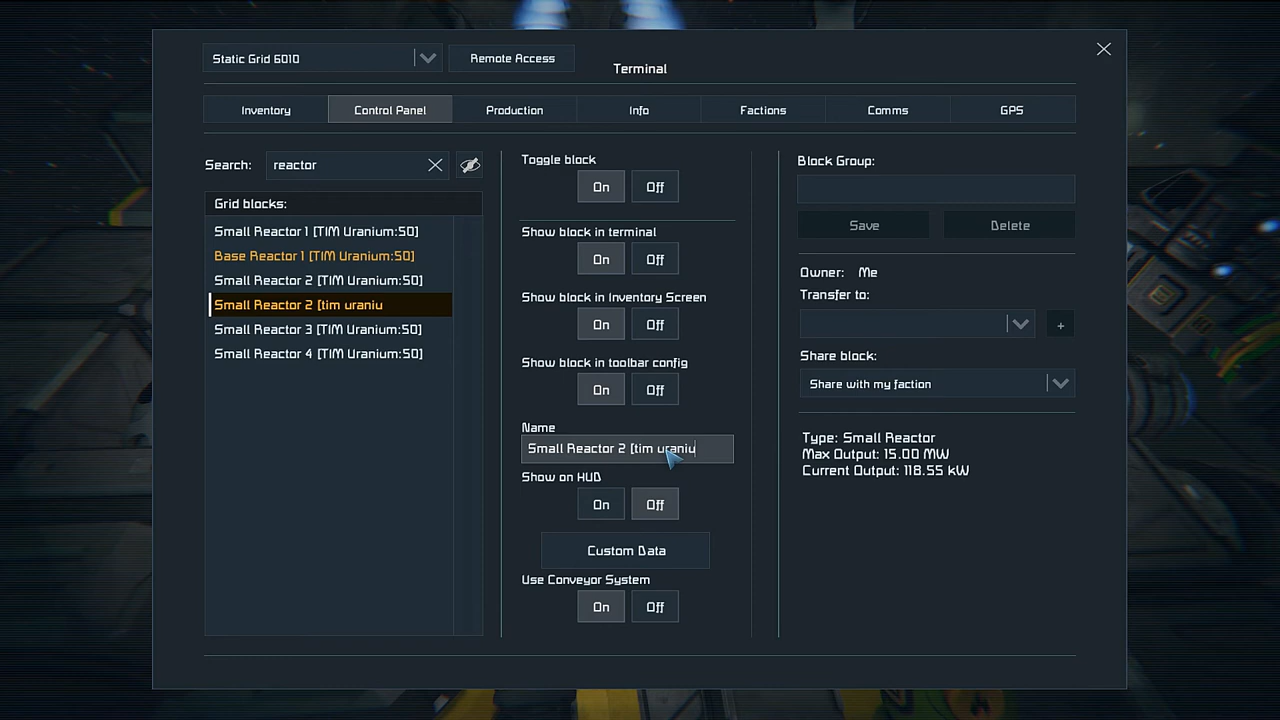 Static Grid 6010
Remote Access
Terminal
Inventory
Control Panel
Production
Info
Factions
Comms
GPS
Search:
reactor
Grid blocks:
Small Reactor 1 [TIM Uranium:50]
Base Reactor 1 [TIM Uranium:50]
Small Reactor 2 [TIM Uranium:50]
Small Reactor 2 [tim uraniu
Small Reactor 3 [TIM Uranium:50]
Small Reactor 4 [TIM Uranium:50]
Toggle block
On Off
Show block in terminal
On Off
Show block in Inventory Screen
On Off
Show block in toolbar config
On Off
Name
Small Reactor 2 [tim uraniu
Show on HUD
On Off
Custom Data
Use Conveyor System
On Off
Block Group:
Save
Delete
Owner: Me
Transfer to:
+
Share block:
Share with my faction
Type: Small Reactor
Max Output: 15.00 MW
Current Output: 118.55 kW